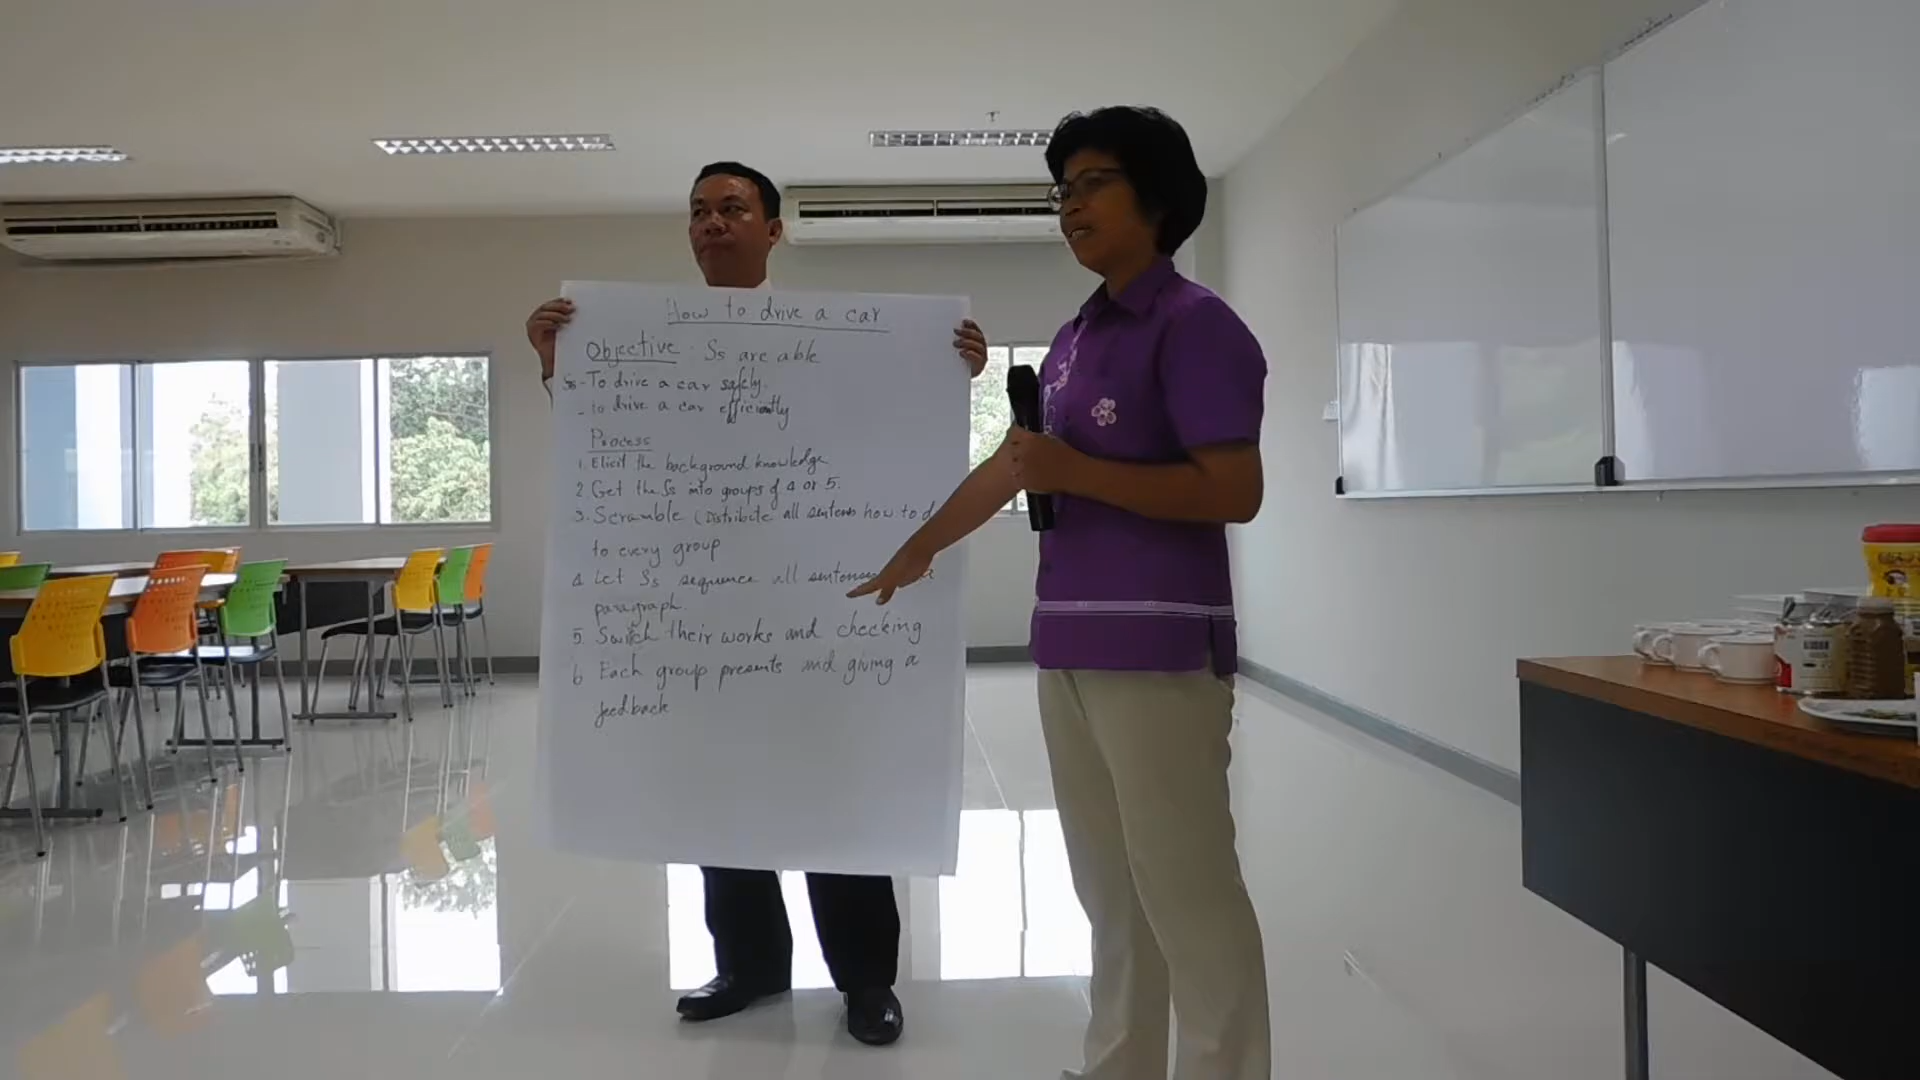 How to drive a car
Objective : Ss are able
- To drive a car safely.
- to drive a car efficiently
Process
1. Elicit the background knowledge
2. Get the Ss into groups of 4 or 5.
3. Scramble (Distribute all sentens how to d
to every group
4 Let Ss sequence all a
paragraph.
5. Switch their works and checking
6 Each group presents and giving a
feedback